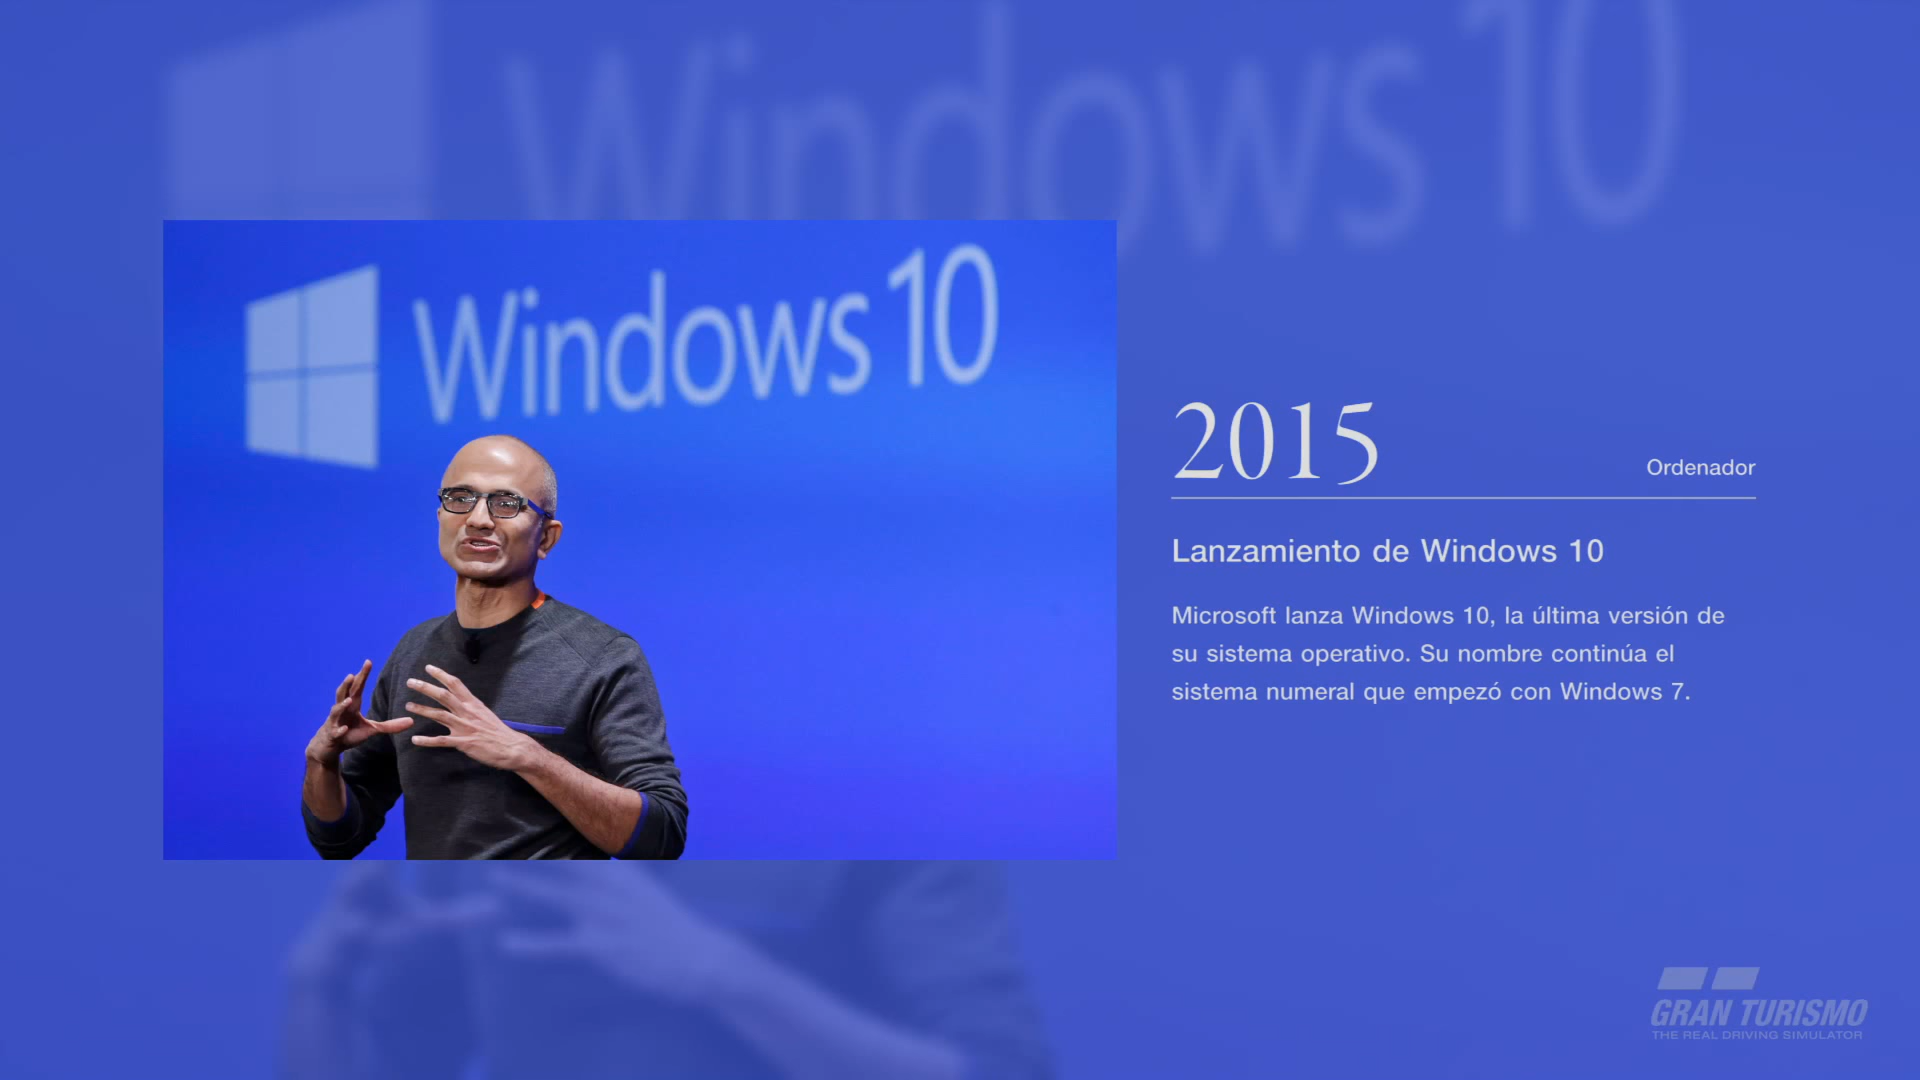 Windows 10
Windows 10
2015
Ordenador
Lanzamiento de Windows 10
Microsoft lanza Windows 10, la última versión de
su sistema operativo. Su nombre continúa el
sistema numeral que empezó con Windows 7.
GRAN TURISMO
THE REAL DRIVING SIMULATOR